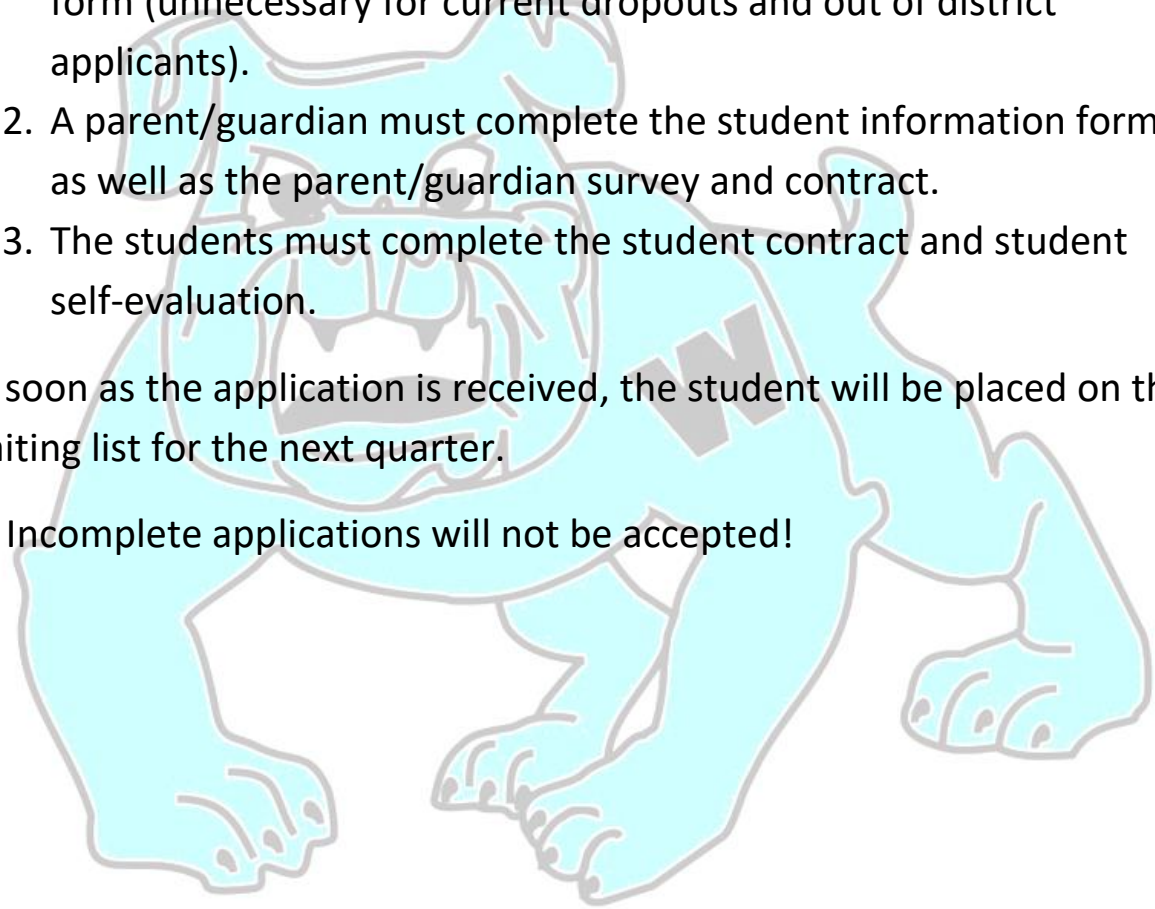 form (unnecessary for current dropouts and out of district
applicants).
2. A parent/guardian must complete the student information form
as well as the parent/guardian survey and contract.
3. The students must complete the student contract and student
self-evaluation.
soon as the application is received, the student will be placed on th
iting list for the next quarter.
Incomplete applications will not be accepted!
W